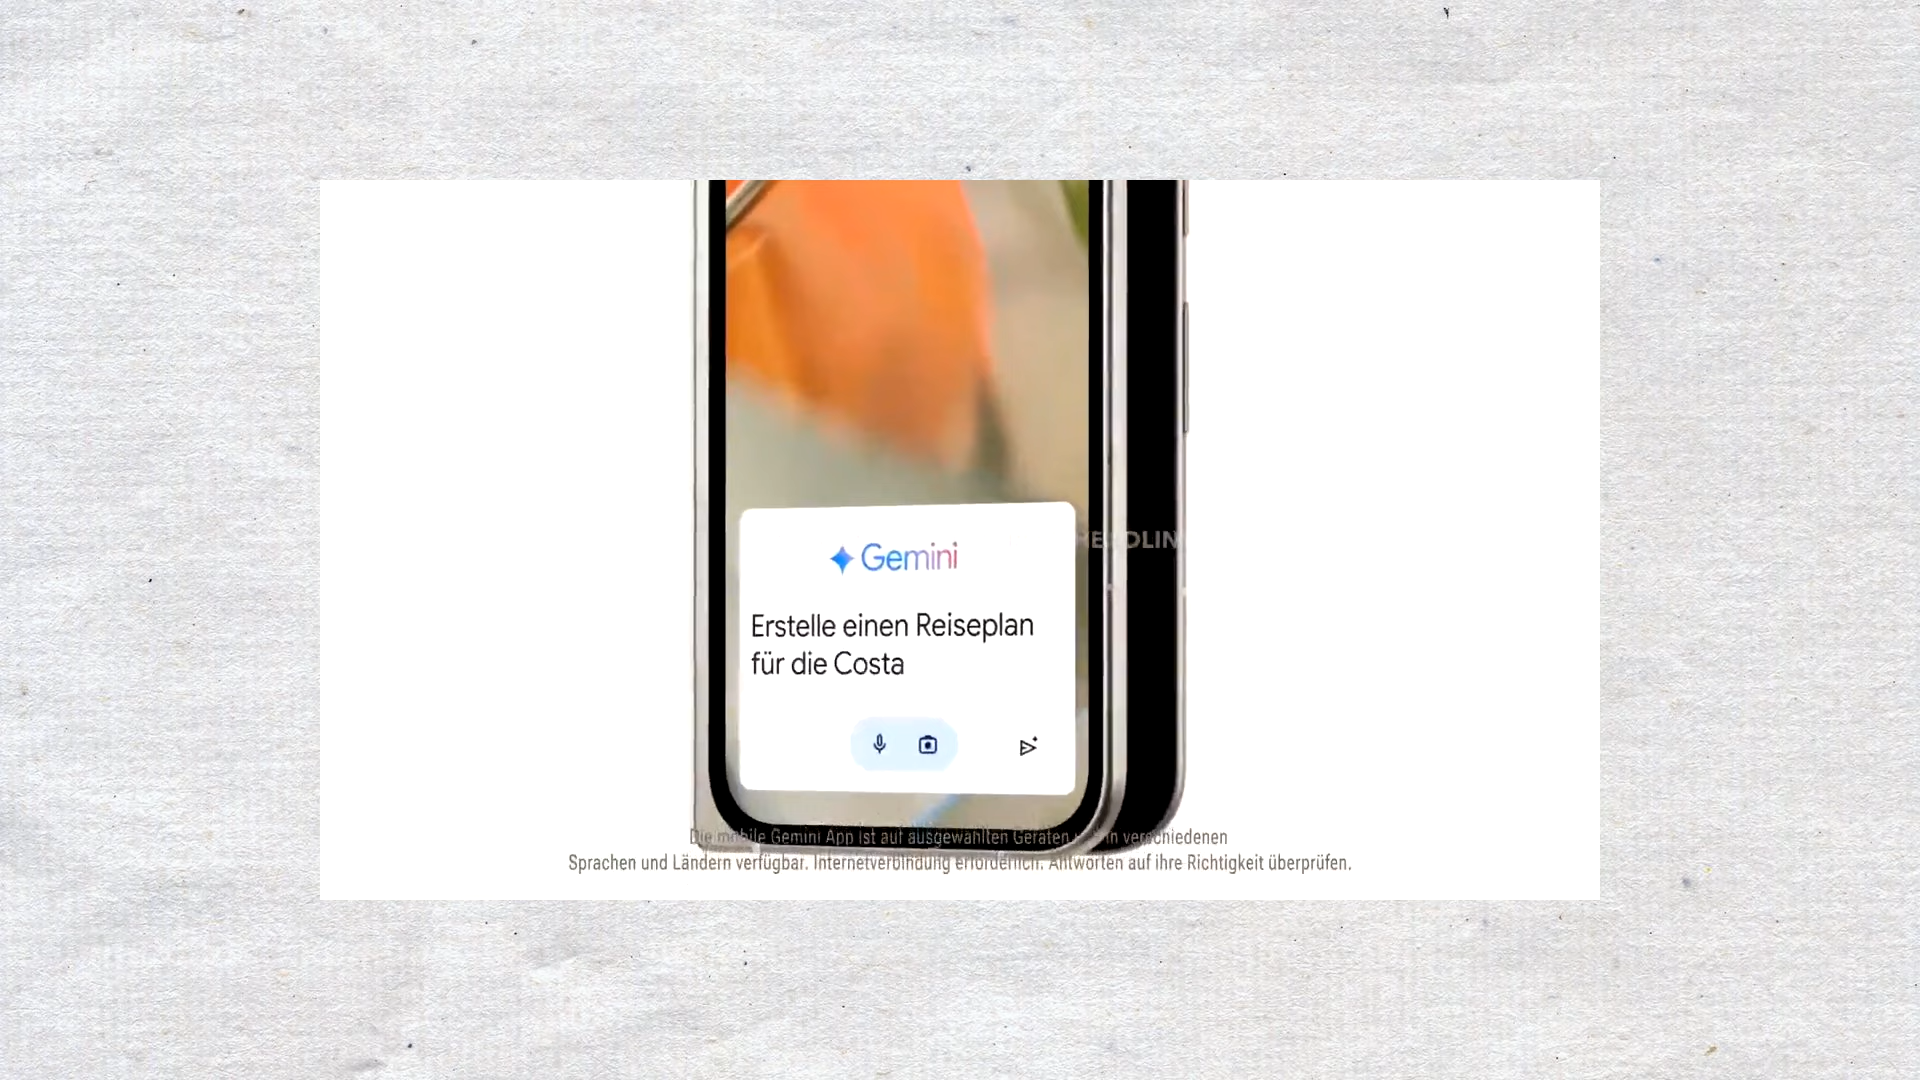 Gemini
Erstelle einen Reiseplan
für die Costa
Die mobile Gemini App ist auf ausgewählten Geräten in verschiedenen
Sprachen und Ländern verfügbar. Internetverbindung erforderlich. Antworten auf ihre Richtigkeit überprüfen.